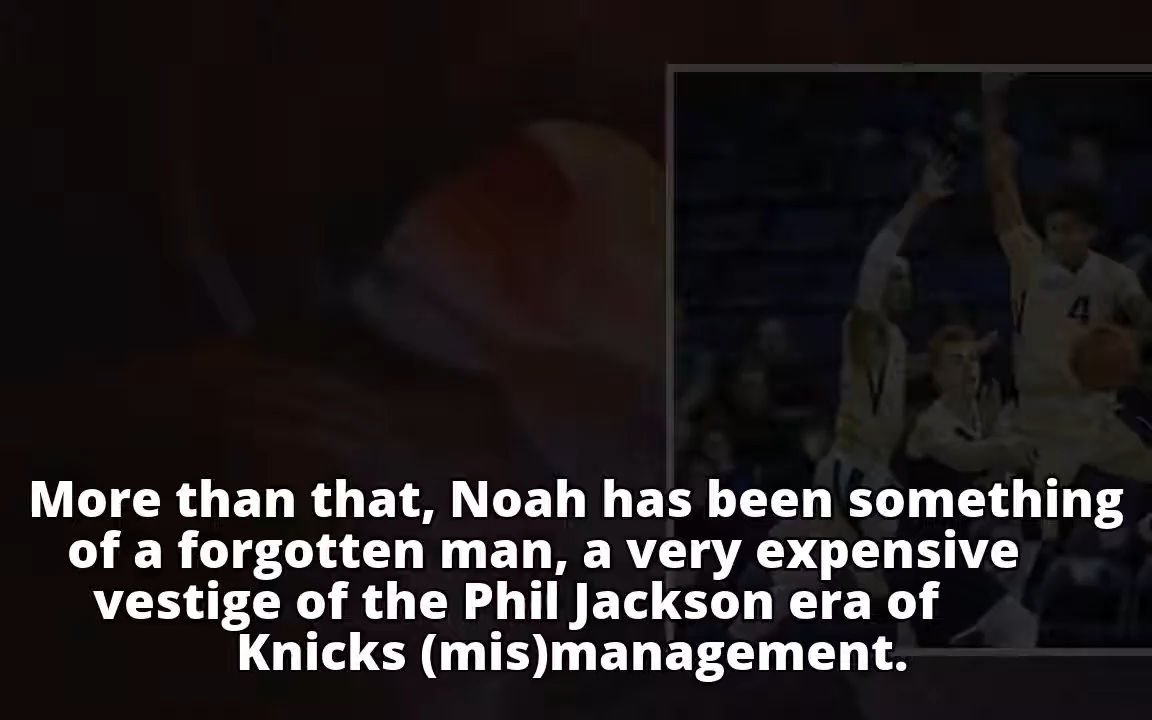 More than that, Noah has been something
of a forgotten man, a very expensive
vestige of the Phil Jackson era of
Knicks (mis)management.
4